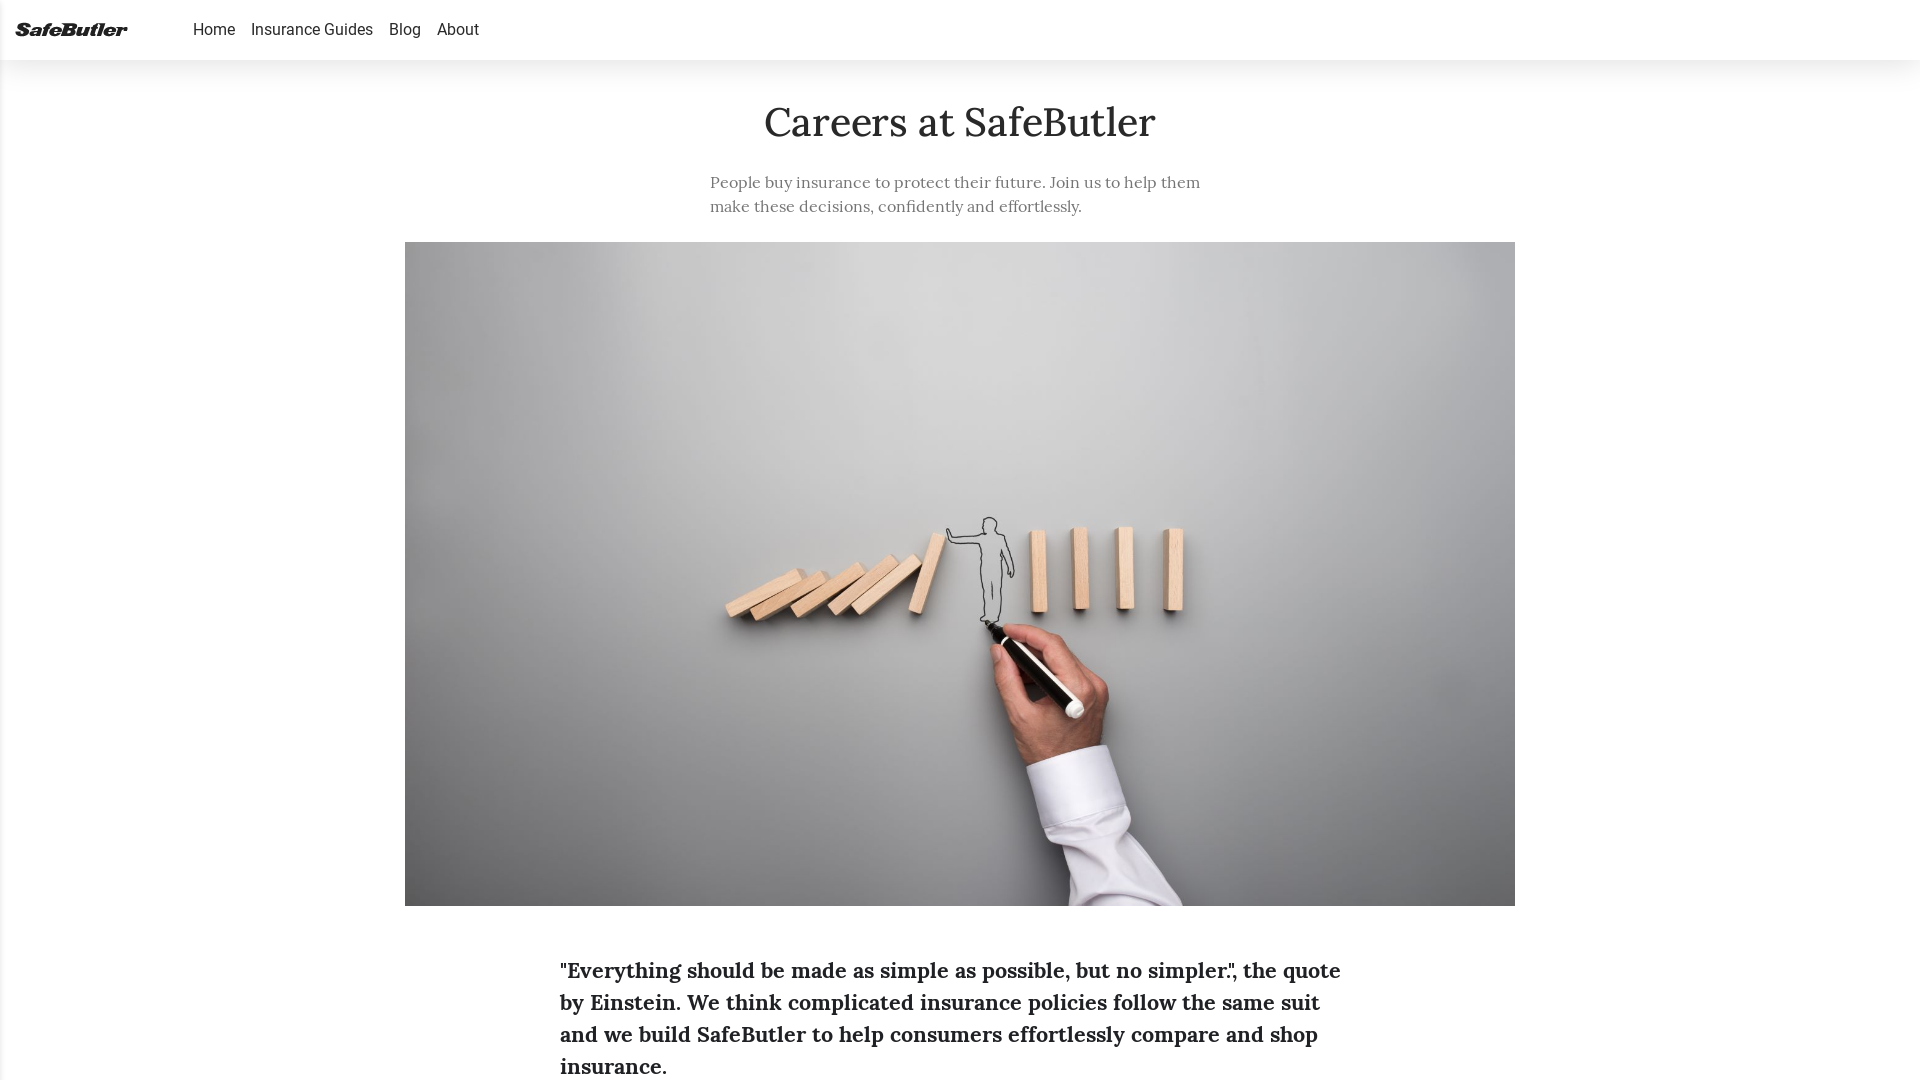 SafeButler
Home Insurance Guides Blog About
Careers at SafeButler
People buy insurance to protect their future. Join us to help them
make these decisions, confidently and effortlessly.
"Everything should be made as simple as possible, but no simpler.", the quote
by Einstein. We think complicated insurance policies follow the same suit
and we build SafeButler to help consumers effortlessly compare and shop
insurance.